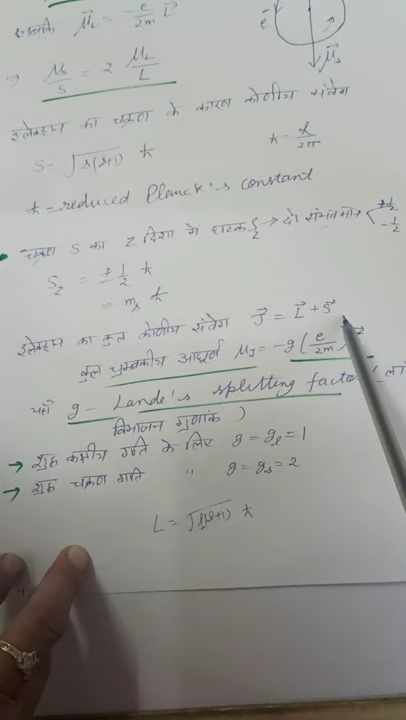 जबकि μ⃗_L = -e/2m L⃗
e⁻
μ⃗_s
⇒ μ_s/s = 2 μ_L/L
इलेक्ट्रान का चक्रण के कारण कोणीय संवेग
S = √s(s+1) ħ
ħ = h/2π
ħ = reduced Planck's constant
चक्रण S का Z दिशा में घटक S_z → दो संभव मान < +1/2
-1/2
S_z = ± 1/2 ħ
= m_s ħ
इलेक्ट्रान का कुल कोणीय संवेग J⃗ = L⃗ + S⃗
कुल चुम्बकीय आघूर्ण μ_J = -g(e/2m)
यहाँ g - Lande's splitting factor
विभाजन गुणांक )
→ शुद्ध कक्षीय गति के लिए g = g_l = 1
→ शुद्ध चक्रण गति " g = g_s = 2
L = √l(l+1) ħ